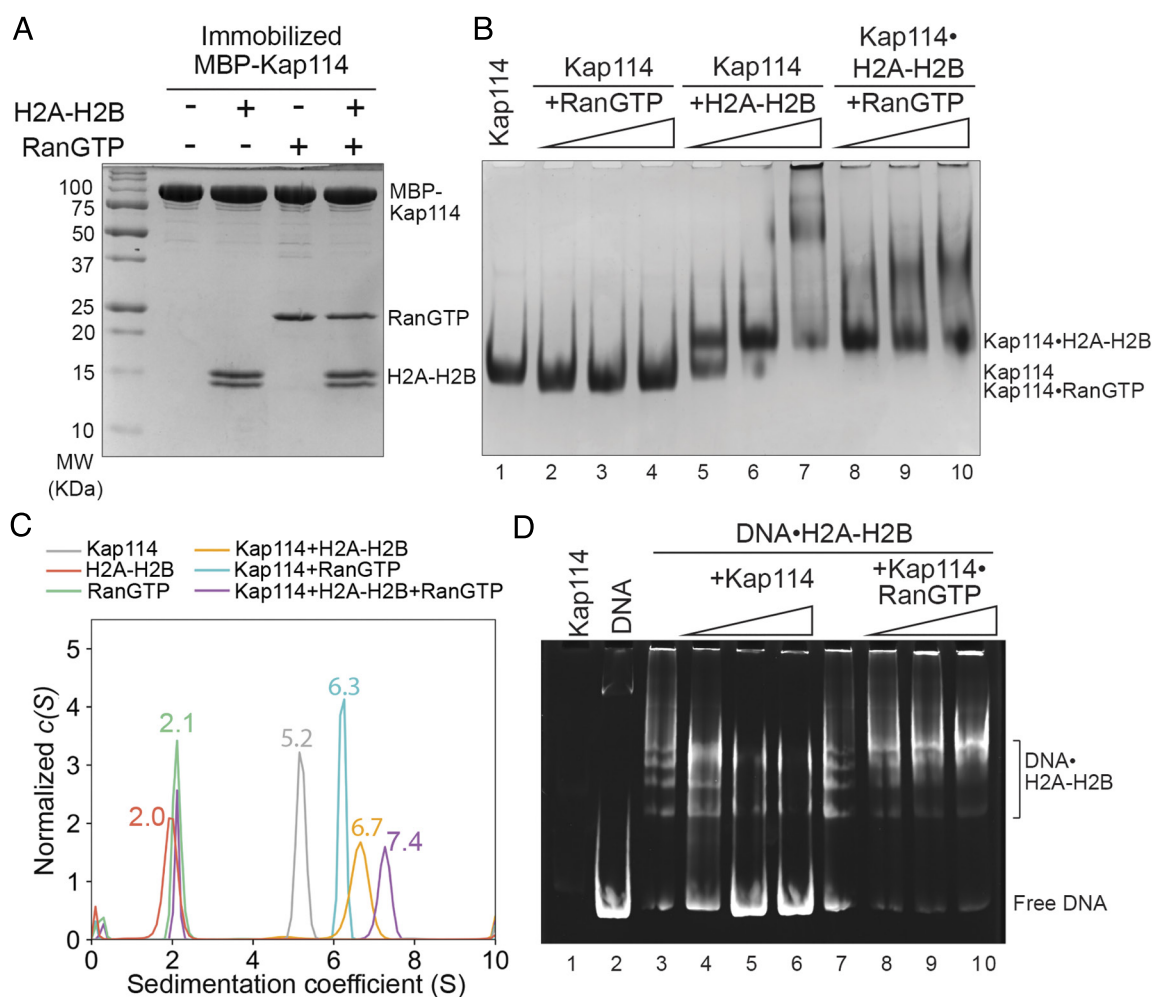 A
Immobilized
MBP-Kap114
H2A-H2B - + - +
RanGTP - - + +
100
75
50
37
25
20
15
10
MW
(KDa)
MBP-
Kap114
RanGTP
H2A-H2B
B
Kap114
Kap114
+RanGTP
Kap114
+H2A-H2B
Kap114•
H2A-H2B
+RanGTP
Kap114•H2A-H2B
Kap114
Kap114•RanGTP
1 2 3 4 5 6 7 8 9 10
C
Kap114
H2A-H2B
RanGTP
Kap114+H2A-H2B
Kap114+RanGTP
Kap114+H2A-H2B+RanGTP
Normalized c(S)
5
4
3
2
1
0
2.0
2.1
5.2
6.3
6.7
7.4
0 2 4 6 8 10
Sedimentation coefficient (S)
D
Kap114
DNA
DNA•H2A-H2B
+Kap114
+Kap114•
RanGTP
DNA•
H2A-H2B
Free DNA
1 2 3 4 5 6 7 8 9 10